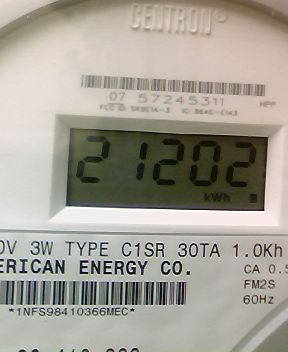 CENTRON®
07 57245311
HPP
21202
kWh
0V 3W TYPE C1SR 30TA 1.0Kh
ERICAN ENERGY CO.
CA 0.5
FM2S
60Hz
*1NFS98410366MEC*